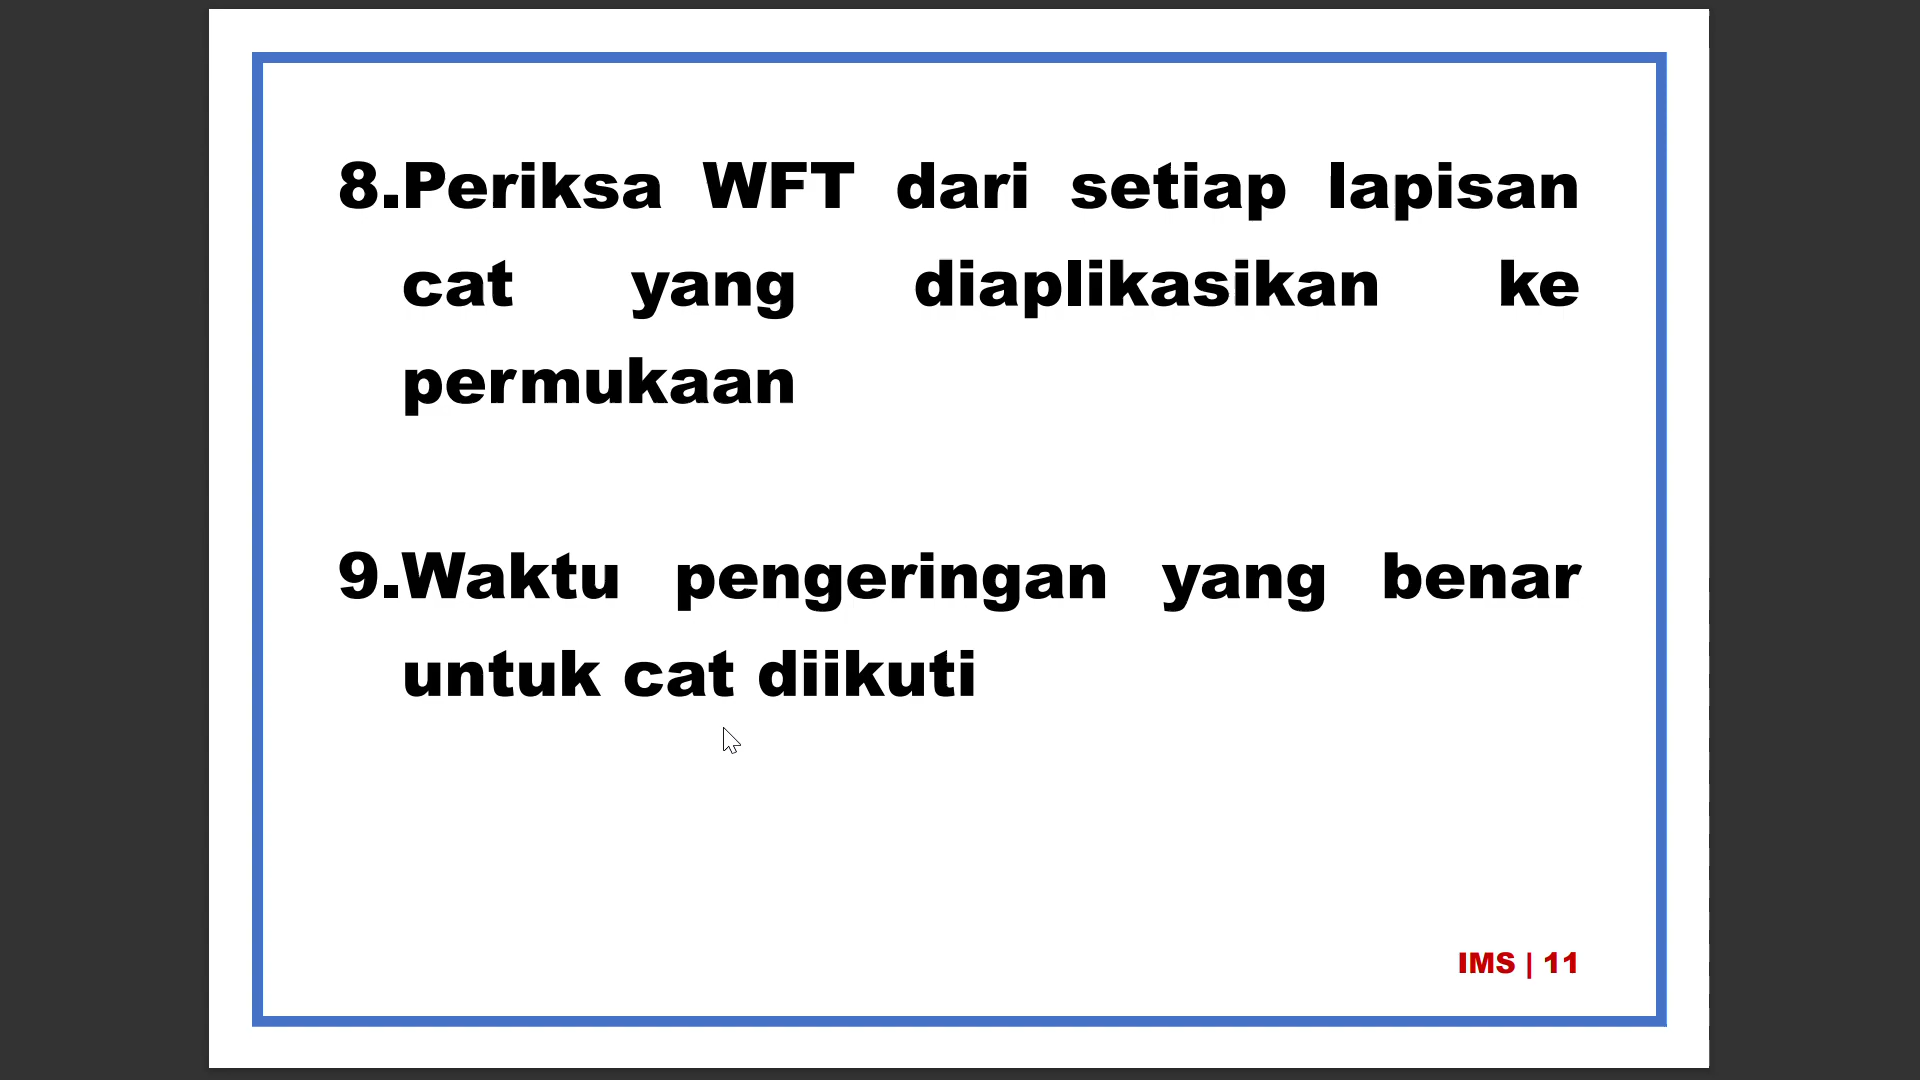 8.Periksa WFT dari setiap lapisan
cat yang diaplikasikan ke
permukaan
9.Waktu pengeringan yang benar
untuk cat diikuti
IMS | 11